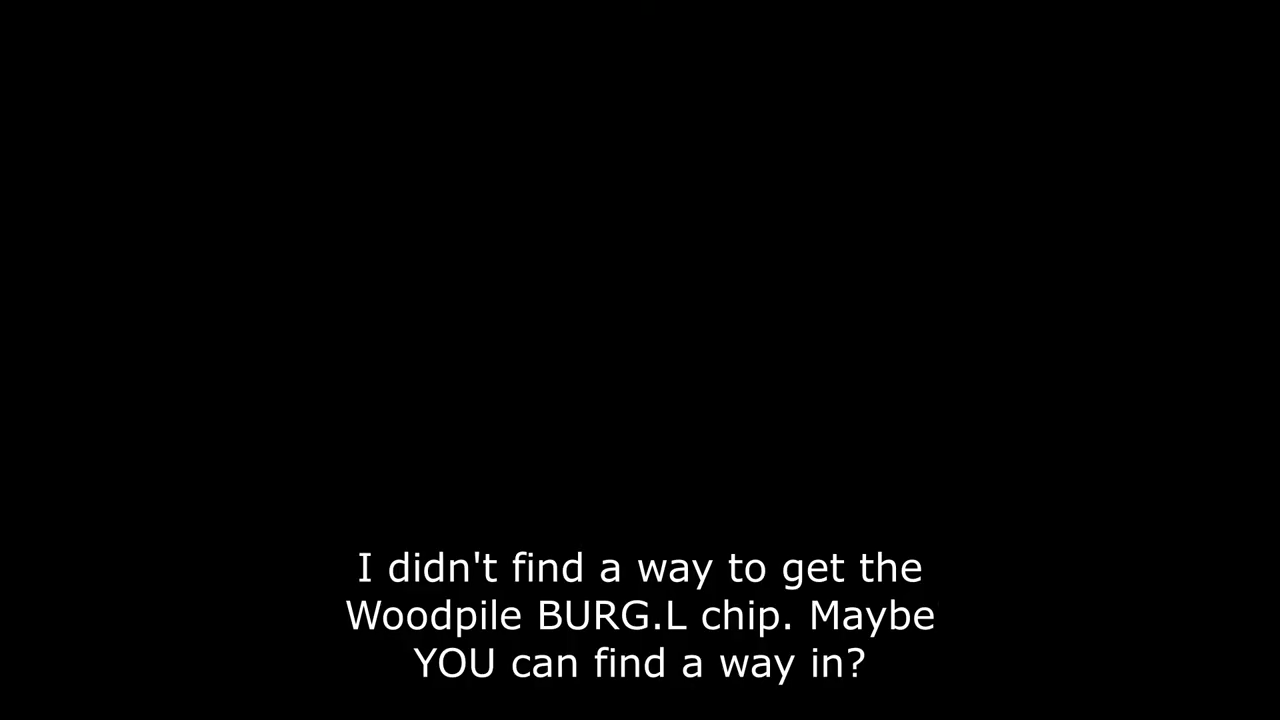 I didn't find a way to get the
Woodpile BURG.L chip. Maybe
YOU can find a way in?